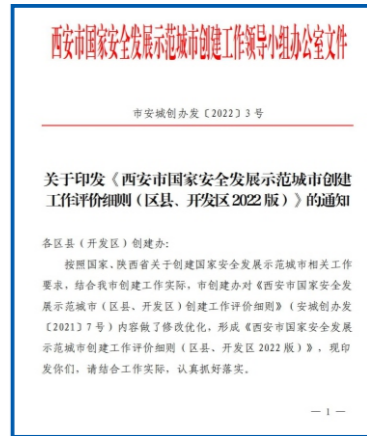 西安市国家安全发展示范城市创建工作领导小组办公室文件
市安城创办发〔2022〕3 号
关于印发《西安市国家安全发展示范城市创建
工作评价细则（区县、开发区 2022 版）》的通知
各区县（开发区）创建办：
按照国家、陕西省关于创建国家安全发展示范城市相关工作
要求，结合我市创建工作实际，市创建办对《西安市国家安全发
展示范城市（区县、开发区）创建工作评价细则》（安城创办发
〔2021〕7 号）内容做了修改优化，形成《西安市国家安全发展
示范城市创建工作评价细则（区县、开发区 2022 版）》，现印
发你们，请结合工作实际，认真抓好落实。
— 1 —